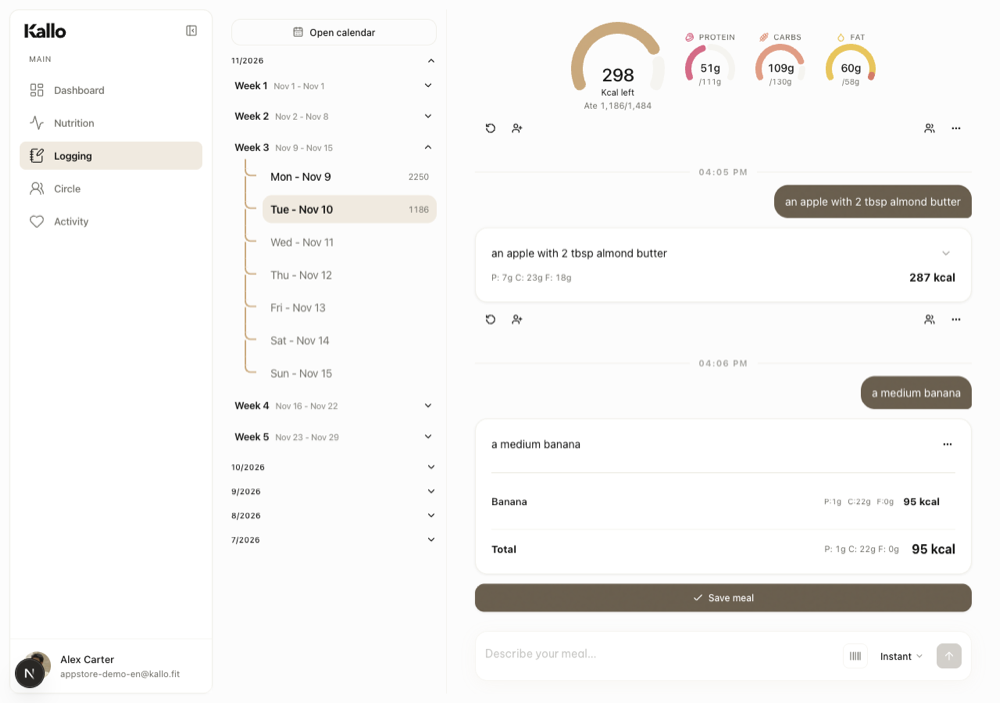 Kallo
MAIN
Dashboard
Nutrition
Logging
Circle
Activity
N
Alex Carter
appstore-demo-en@kallo.fit
Open calendar
11/2026
Week 1 Nov 1 - Nov 1
Week 2 Nov 2 - Nov 8
Week 3 Nov 9 - Nov 15
Mon - Nov 9 2250
Tue - Nov 10 1186
Wed - Nov 11
Thu - Nov 12
Fri - Nov 13
Sat - Nov 14
Sun - Nov 15
Week 4 Nov 16 - Nov 22
Week 5 Nov 23 - Nov 29
10/2026
9/2026
8/2026
7/2026
298
Kcal left
Ate 1,186/1,484
PROTEIN
51g
/111g
CARBS
109g
/130g
FAT
60g
/58g
04:05 PM
an apple with 2 tbsp almond butter
an apple with 2 tbsp almond butter
P: 7g C: 23g F: 18g 287 kcal
04:06 PM
a medium banana
a medium banana
Banana P:1g C:22g F:0g 95 kcal
Total P: 1g C: 22g F: 0g 95 kcal
Save meal
Describe your meal...
Instant